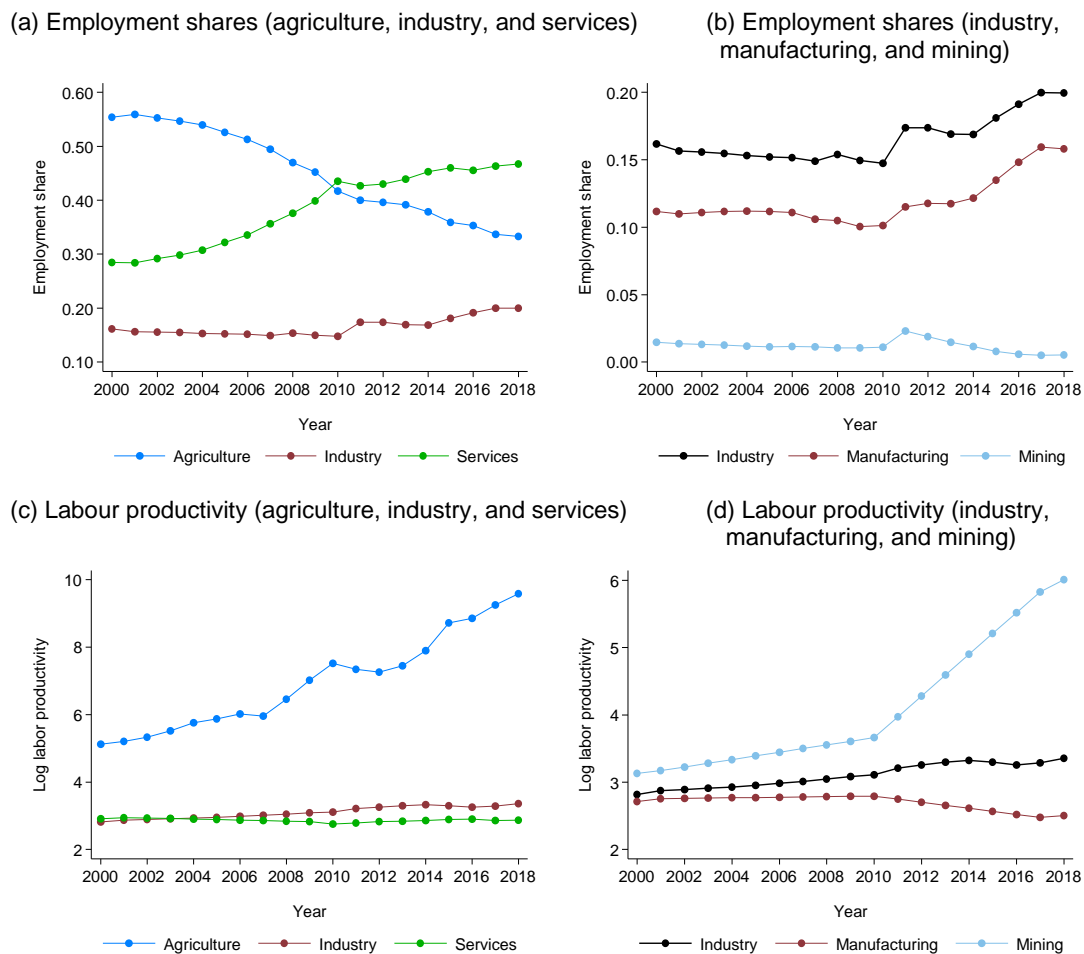 (a) Employment shares (agriculture, industry, and services)
(b) Employment shares (industry,
manufacturing, and mining)
0.60
0.50
0.40
0.30
0.20
0.10
Employment share
2000 2002 2004 2006 2008 2010 2012 2014 2016 2018
Year
Agriculture Industry Services
0.20
0.15
0.10
0.05
0.00
Employment share
2000 2002 2004 2006 2008 2010 2012 2014 2016 2018
Year
Industry Manufacturing Mining
(c) Labour productivity (agriculture, industry, and services)
(d) Labour productivity (industry,
manufacturing, and mining)
10
8
6
4
2
Log labor productivity
2000 2002 2004 2006 2008 2010 2012 2014 2016 2018
Year
Agriculture Industry Services
6
5
4
3
2
Log labor productivity
2000 2002 2004 2006 2008 2010 2012 2014 2016 2018
Year
Industry Manufacturing Mining